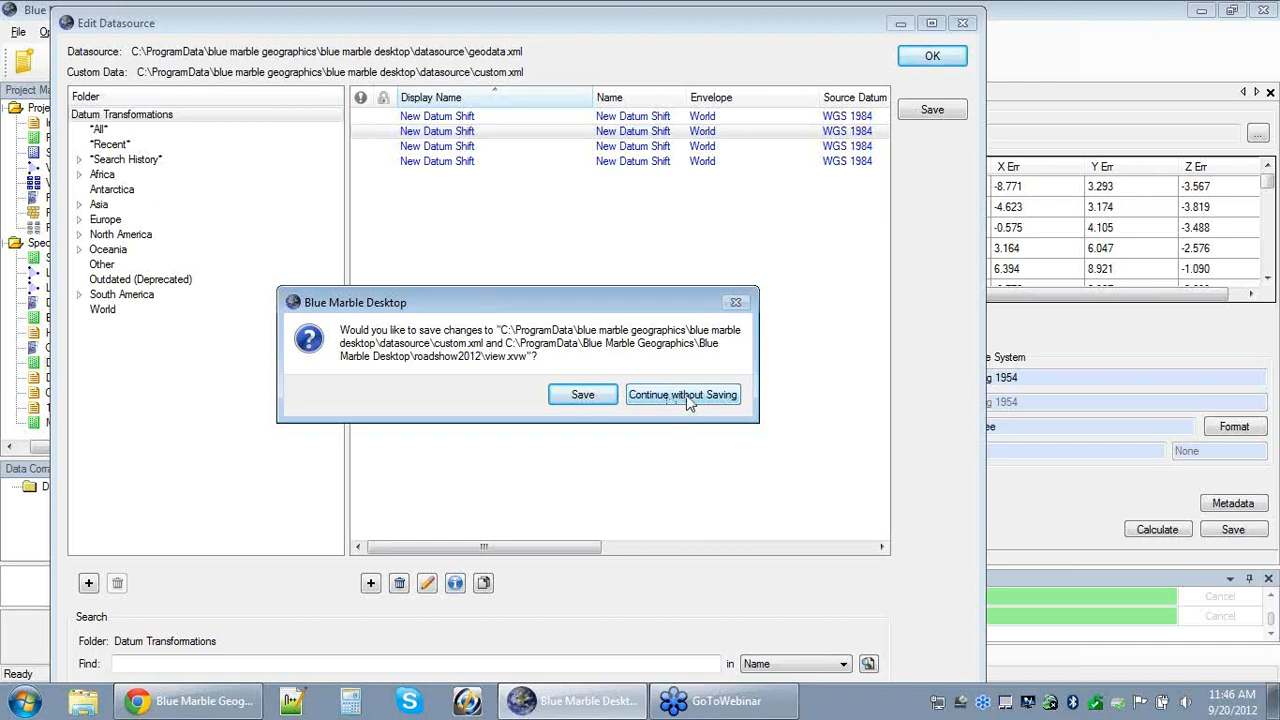 Blue M
Edit Datasource
File
Datasource: C:\ProgramData\blue marble geographics\blue marble desktop\datasource\geodata.xml
OK
Custom Data: C:\ProgramData\blue marble geographics\blue marble desktop\datasource\custom.xml
Project Ma
Folder
Display Name
Name
Envelope
Source Datum
Save
Proje
Datum Transformations
New Datum Shift New Datum Shift World WGS 1984
*All*
New Datum Shift New Datum Shift World WGS 1984
...
*Recent*
New Datum Shift New Datum Shift World WGS 1984
*Search History*
New Datum Shift New Datum Shift World WGS 1984
X Err Y Err Z Err
Africa
-8.771 3.293 -3.567
Antarctica
-4.623 3.174 -3.819
Asia
Europe
-0.575 4.105 -3.488
North America
Spec
3.164 6.047 -2.576
Oceania
Other
6.394 8.921 -1.090
Outdated (Deprecated)
South America
World
Blue Marble Desktop
Would you like to save changes to "C:\ProgramData\blue marble geographics\blue marble
desktop\datasource\custom.xml and C:\ProgramData\Blue Marble Geographics\Blue
Marble Desktop\roadshow2012\view.xvw"?
Save
Continue without Saving
e System
g 1954
g 1954
ee
Format
None
Data Corra
D
Metadata
Calculate
Save
Cancel
Cancel
Search
Folder: Datum Transformations
Find:
in
Name
Ready
Blue Marble Geog...
Blue Marble Deskt...
GoToWebinar
11:46 AM
9/20/2012